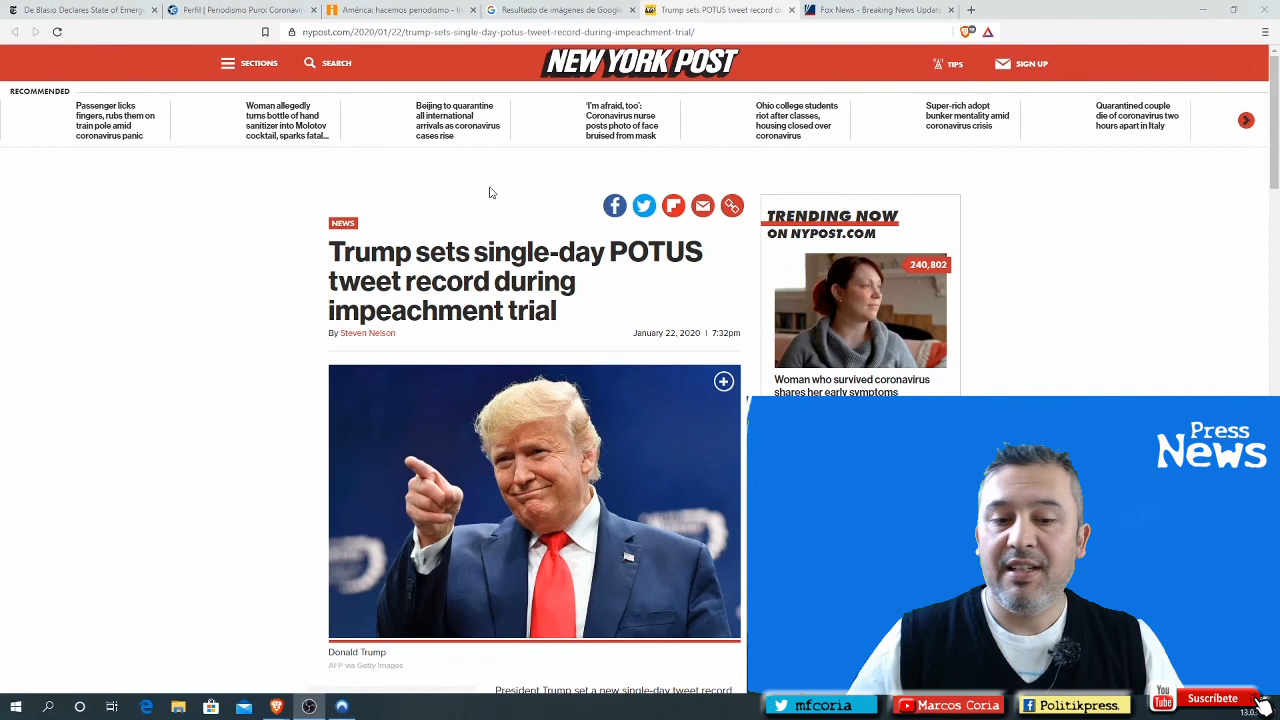 De Blasio Declares State of Emerge
Perfil | Periodismo Puro: Coronavir
Trumpa: hacemos periodismo - In
Resultado de imágenes de Google
Trump sets POTUS tweet record du
Fox News - Breaking News Update
nypost.com/2020/01/22/trump-sets-single-day-potus-tweet-record-during-impeachment-trial/
SECTIONS
SEARCH
NEW YORK POST
TIPS
SIGN UP
RECOMMENDED
Passenger licks
fingers, rubs them on
train pole amid
coronavirus panic
Woman allegedly
turns bottle of hand
sanitizer into Molotov
cocktail, sparks fatal...
Beijing to quarantine
all international
arrivals as coronavirus
cases rise
'I'm afraid, too':
Coronavirus nurse
posts photo of face
bruised from mask
Ohio college students
riot after classes,
housing closed over
coronavirus
Super-rich adopt
bunker mentality amid
coronavirus crisis
Quarantined couple
die of coronavirus two
hours apart in Italy
NEWS
Trump sets single-day POTUS
tweet record during
impeachment trial
By Steven Nelson
January 22, 2020 | 7:32pm
TRENDING NOW
ON NYPOST.COM
240,802
Woman who survived coronavirus
shares her early symptoms
Donald Trump
AFP via Getty Images
President Trump set a new single-day tweet record
Press
News
mfcoria
Marcos Coria
Politikpress.
You
Tube
Suscríbete